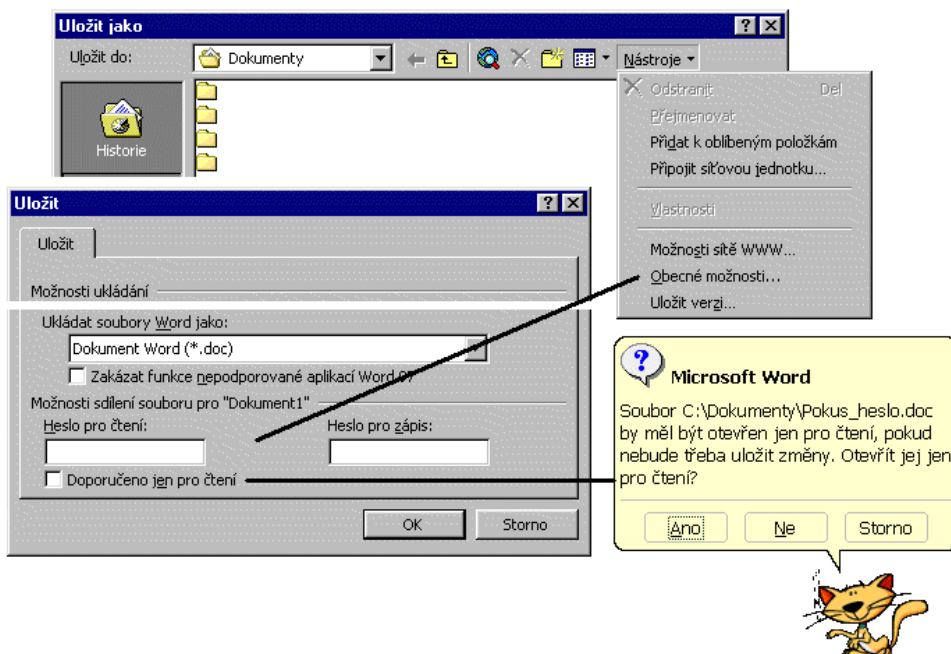 Uložit jako
Uložit do:
Dokumenty
Nástroje
Historie
Odstranit Del
Přejmenovat
Přidat k oblíbeným položkám
Připojit síťovou jednotku...
Vlastnosti
Možnosti sítě WWW...
Obecné možnosti...
Uložit verzi...
Uložit
Uložit
Možnosti ukládání
Ukládat soubory Word jako:
Dokument Word (*.doc)
Zakázat funkce nepodporované aplikací Word 97
Možnosti sdílení souboru pro "Dokument1"
Heslo pro čtení:
Heslo pro zápis:
Doporučeno jen pro čtení
OK
Storno
Microsoft Word
Soubor C:\Dokumenty\Pokus_heslo.doc
by měl být otevřen jen pro čtení, pokud
nebude třeba uložit změny. Otevřít jej jen
pro čtení?
Ano
Ne
Storno